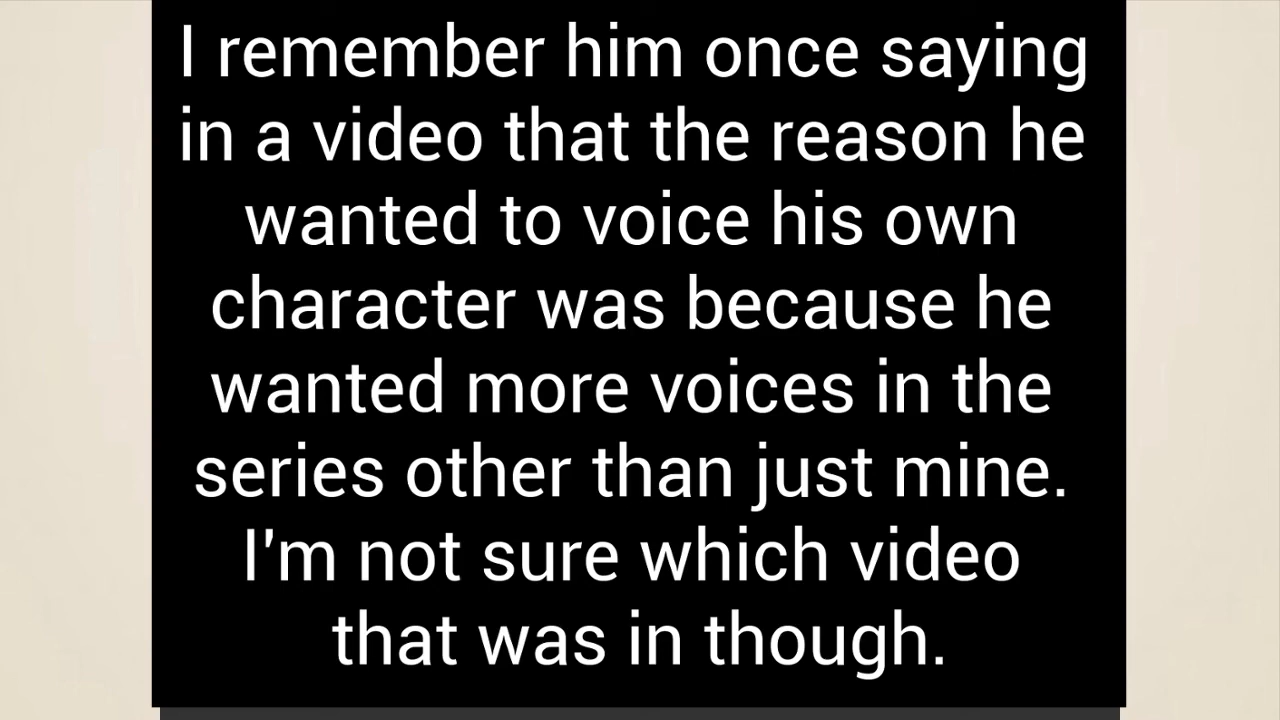 I remember him once saying
in a video that the reason he
wanted to voice his own
character was because he
wanted more voices in the
series other than just mine.
I'm not sure which video
that was in though.